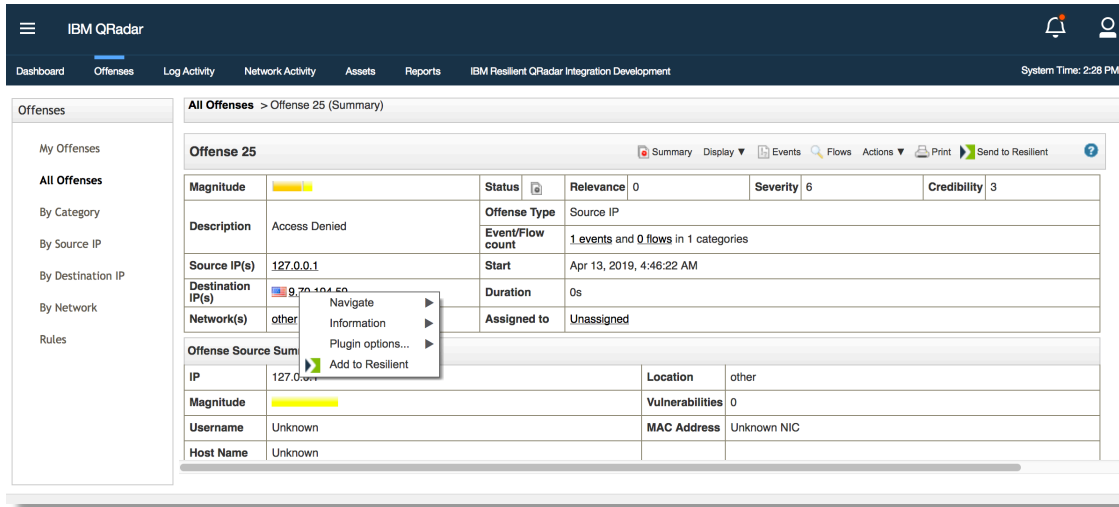 IBM QRadar
Dashboard Offenses Log Activity Network Activity Assets Reports IBM Resilient QRadar Integration Development System Time: 2:28 PM
Offenses
My Offenses
All Offenses
By Category
By Source IP
By Destination IP
By Network
Rules
All Offenses > Offense 25 (Summary)
Offense 25 Summary Display ▼ Events Flows Actions ▼ Print Send to Resilient ?
Magnitude Status Relevance 0 Severity 6 Credibility 3
Description Access Denied Offense Type Source IP
Event/Flow count 1 events and 0 flows in 1 categories
Source IP(s) 127.0.0.1 Start Apr 13, 2019, 4:46:22 AM
Destination IP(s) Duration 0s
Network(s) other Assigned to Unassigned
Navigate
Information
Plugin options...
Add to Resilient
Offense Source
IP Location other
Magnitude Vulnerabilities 0
Username Unknown MAC Address Unknown NIC
Host Name Unknown